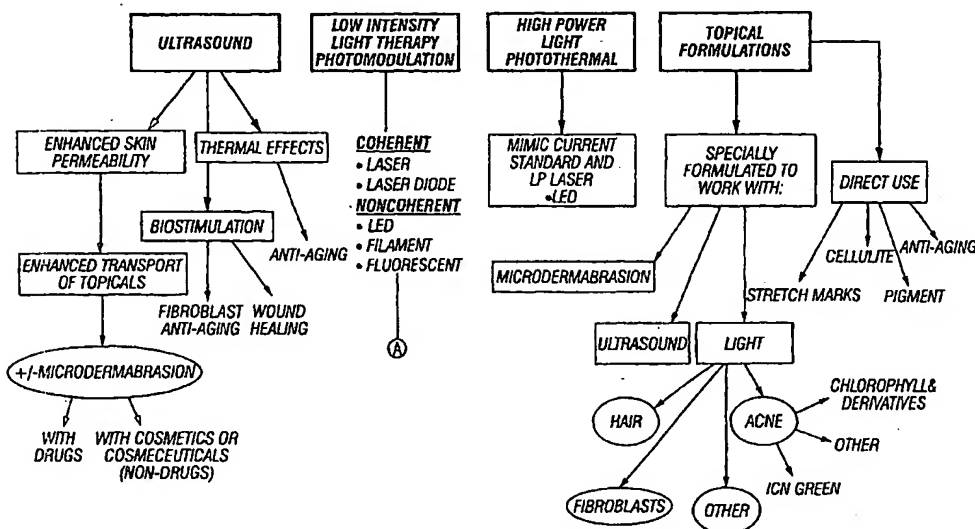 ULTRASOUND
LOW INTENSITY
LIGHT THERAPY
PHOTOMODULATION
HIGH POWER
LIGHT
PHOTOTHERMAL
TOPICAL
FORMULATIONS
ENHANCED SKIN
PERMEABILITY
THERMAL EFFECTS
BIOSTIMULATION
ANTI-AGING
ENHANCED TRANSPORT
OF TOPICALS
FIBROBLAST
ANTI-AGING
WOUND
HEALING
+/-MICRODERMABRASION
WITH
DRUGS
WITH COSMETICS OR
COSMECEUTICALS
(NON-DRUGS)
COHERENT
• LASER
• LASER DIODE
NONCOHERENT
• LED
• FILAMENT
• FLUORESCENT
A
MIMIC CURRENT
STANDARD AND
LP LASER
•LED
SPECIALLY
FORMULATED TO
WORK WITH:
DIRECT USE
MICRODERMABRASION
STRETCH MARKS
CELLULITE
PIGMENT
ANTI-AGING
ULTRASOUND
LIGHT
HAIR
FIBROBLASTS
OTHER
ACNE
CHLOROPHYLL&
DERIVATIVES
OTHER
ICN GREEN